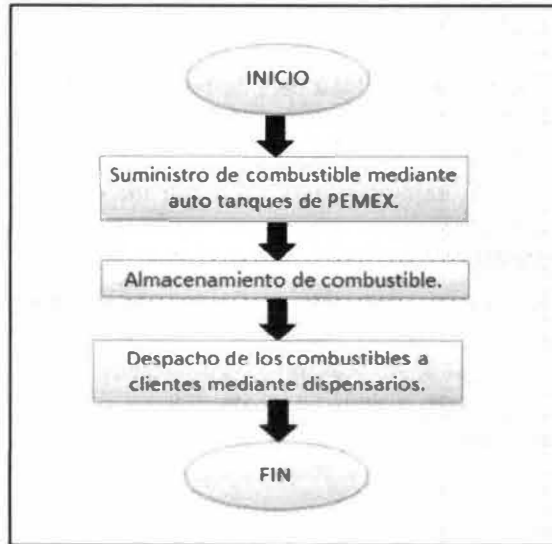 INICIO
Suministro de combustible mediante
auto tanques de PEMEX.
Almacenamiento de combustible.
Despacho de los combustibles a
clientes mediante dispensarios.
FIN